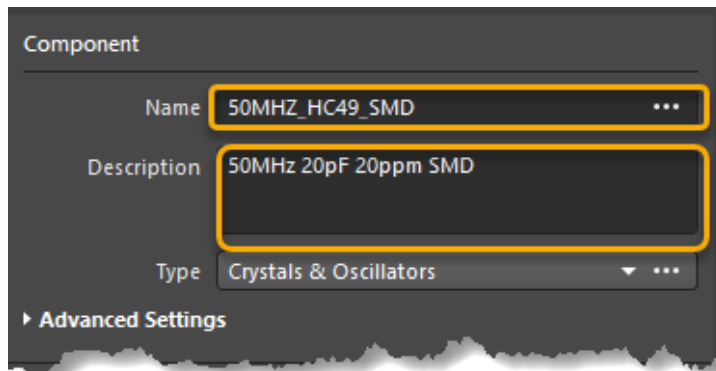 Component
Name 50MHZ_HC49_SMD ...
Description 50MHz 20pF 20ppm SMD
Type Crystals & Oscillators ...
Advanced Settings